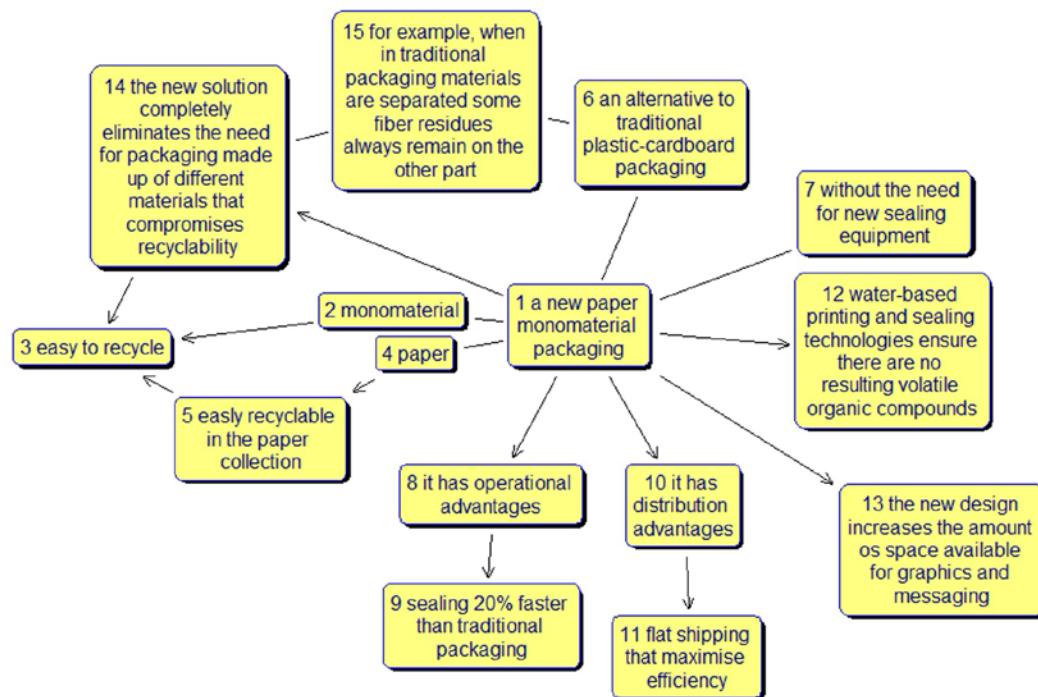 15 for example, when
in traditional
packaging materials
are separated some
fiber residues
always remain on the
other part
14 the new solution
completely
eliminates the need
for packaging made
up of different
materials that
compromises
recyclability
6 an alternative to
traditional
plastic-cardboard
packaging
7 without the need
for new sealing
equipment
1 a new paper
monomaterial
packaging
2 monomaterial
3 easy to recycle
4 paper
5 easly recyclable
in the paper
collection
12 water-based
printing and sealing
technologies ensure
there are no
resulting volatile
organic compounds
8 it has operational
advantages
10 it has
distribution
advantages
13 the new design
increases the amount
os space available
for graphics and
messaging
9 sealing 20% faster
than traditional
packaging
11 flat shipping
that maximise
efficiency